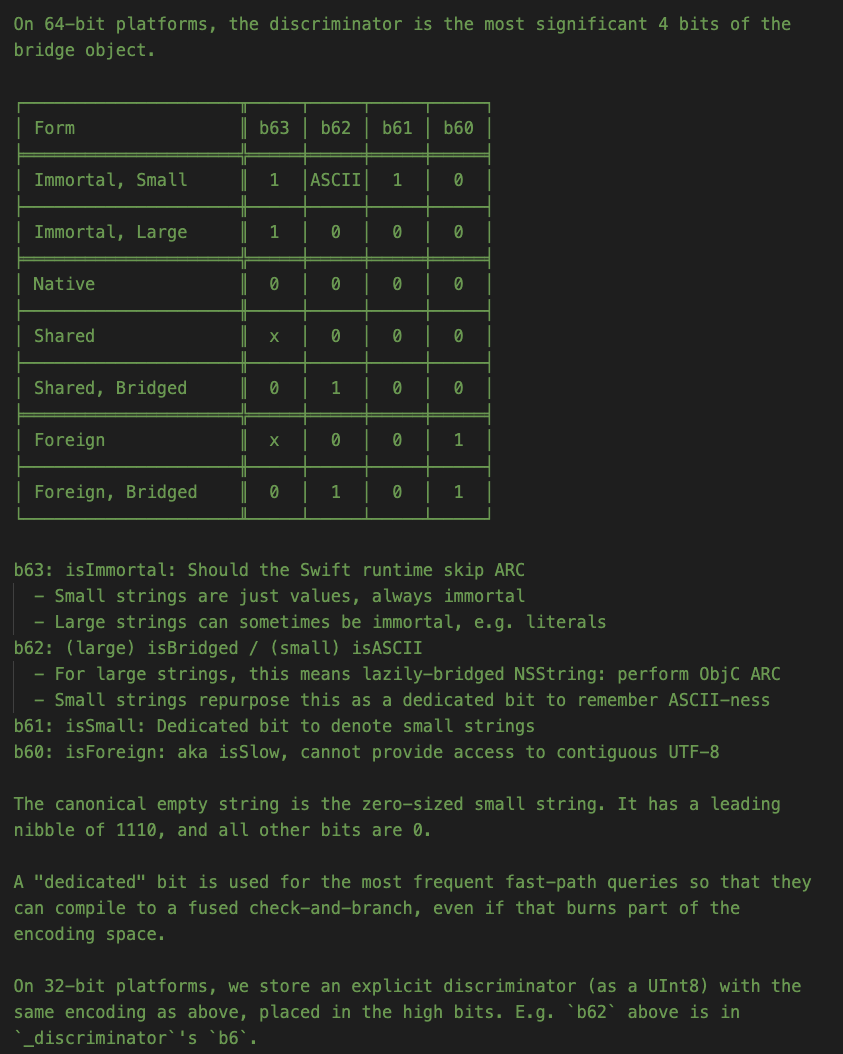 On 64-bit platforms, the discriminator is the most significant 4 bits of the
bridge object.
Form b63 b62 b61 b60
Immortal, Small 1 ASCII 1 0
Immortal, Large 1 0 0 0
Native 0 0 0 0
Shared x 0 0 0
Shared, Bridged 0 1 0 0
Foreign x 0 0 1
Foreign, Bridged 0 1 0 1
b63: isImmortal: Should the Swift runtime skip ARC
- Small strings are just values, always immortal
- Large strings can sometimes be immortal, e.g. literals
b62: (large) isBridged / (small) isASCII
- For large strings, this means lazily-bridged NSString: perform ObjC ARC
- Small strings repurpose this as a dedicated bit to remember ASCII-ness
b61: isSmall: Dedicated bit to denote small strings
b60: isForeign: aka isSlow, cannot provide access to contiguous UTF-8
The canonical empty string is the zero-sized small string. It has a leading
nibble of 1110, and all other bits are 0.
A "dedicated" bit is used for the most frequent fast-path queries so that they
can compile to a fused check-and-branch, even if that burns part of the
encoding space.
On 32-bit platforms, we store an explicit discriminator (as a UInt8) with the
same encoding as above, placed in the high bits. E.g. `b62` above is in
`_discriminator`'s `b6`.